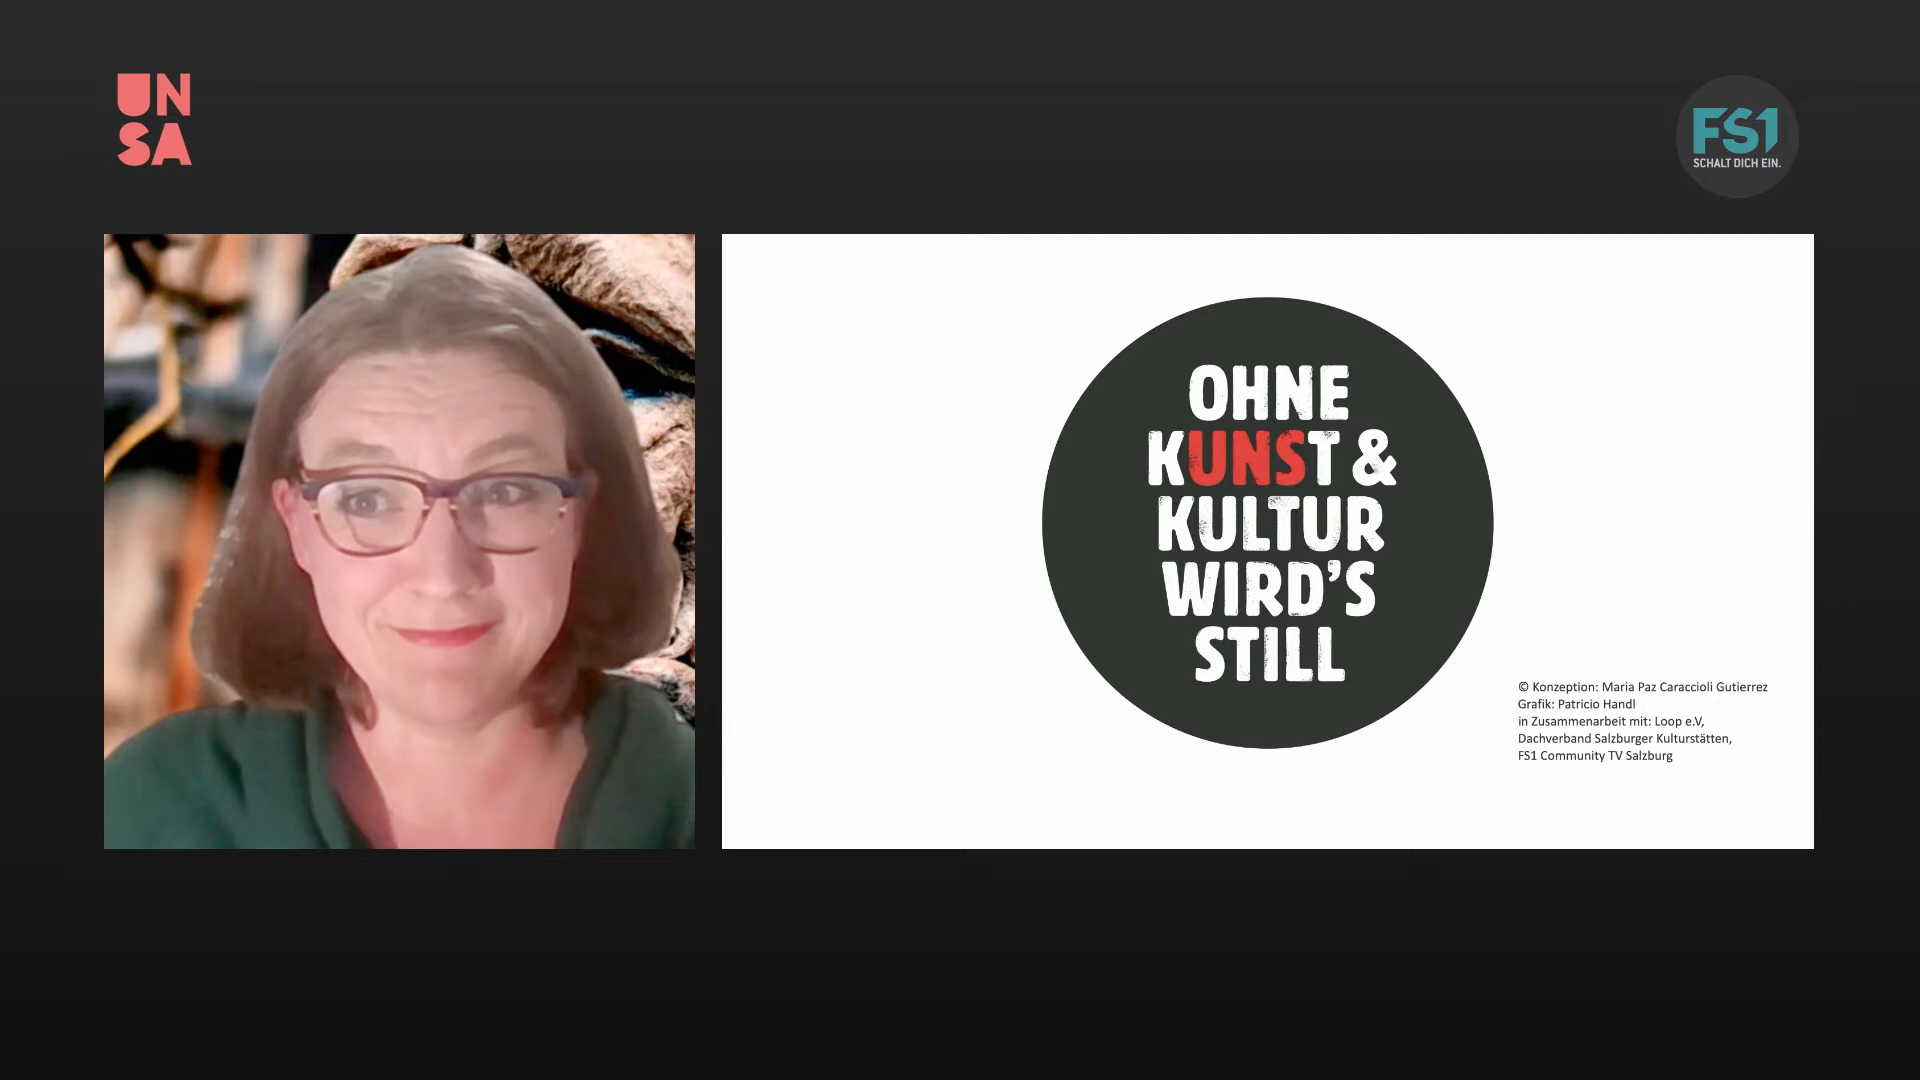 UN
SA
FS1
SCHALT DICH EIN.
OHNE
KUNST &
KULTUR
WIRD'S
STILL
© Konzeption: Maria Paz Caraccioli Gutierrez
Grafik: Patricio Handl
in Zusammenarbeit mit: Loop e.V,
Dachverband Salzburger Kulturstätten,
FS1 Community TV Salzburg